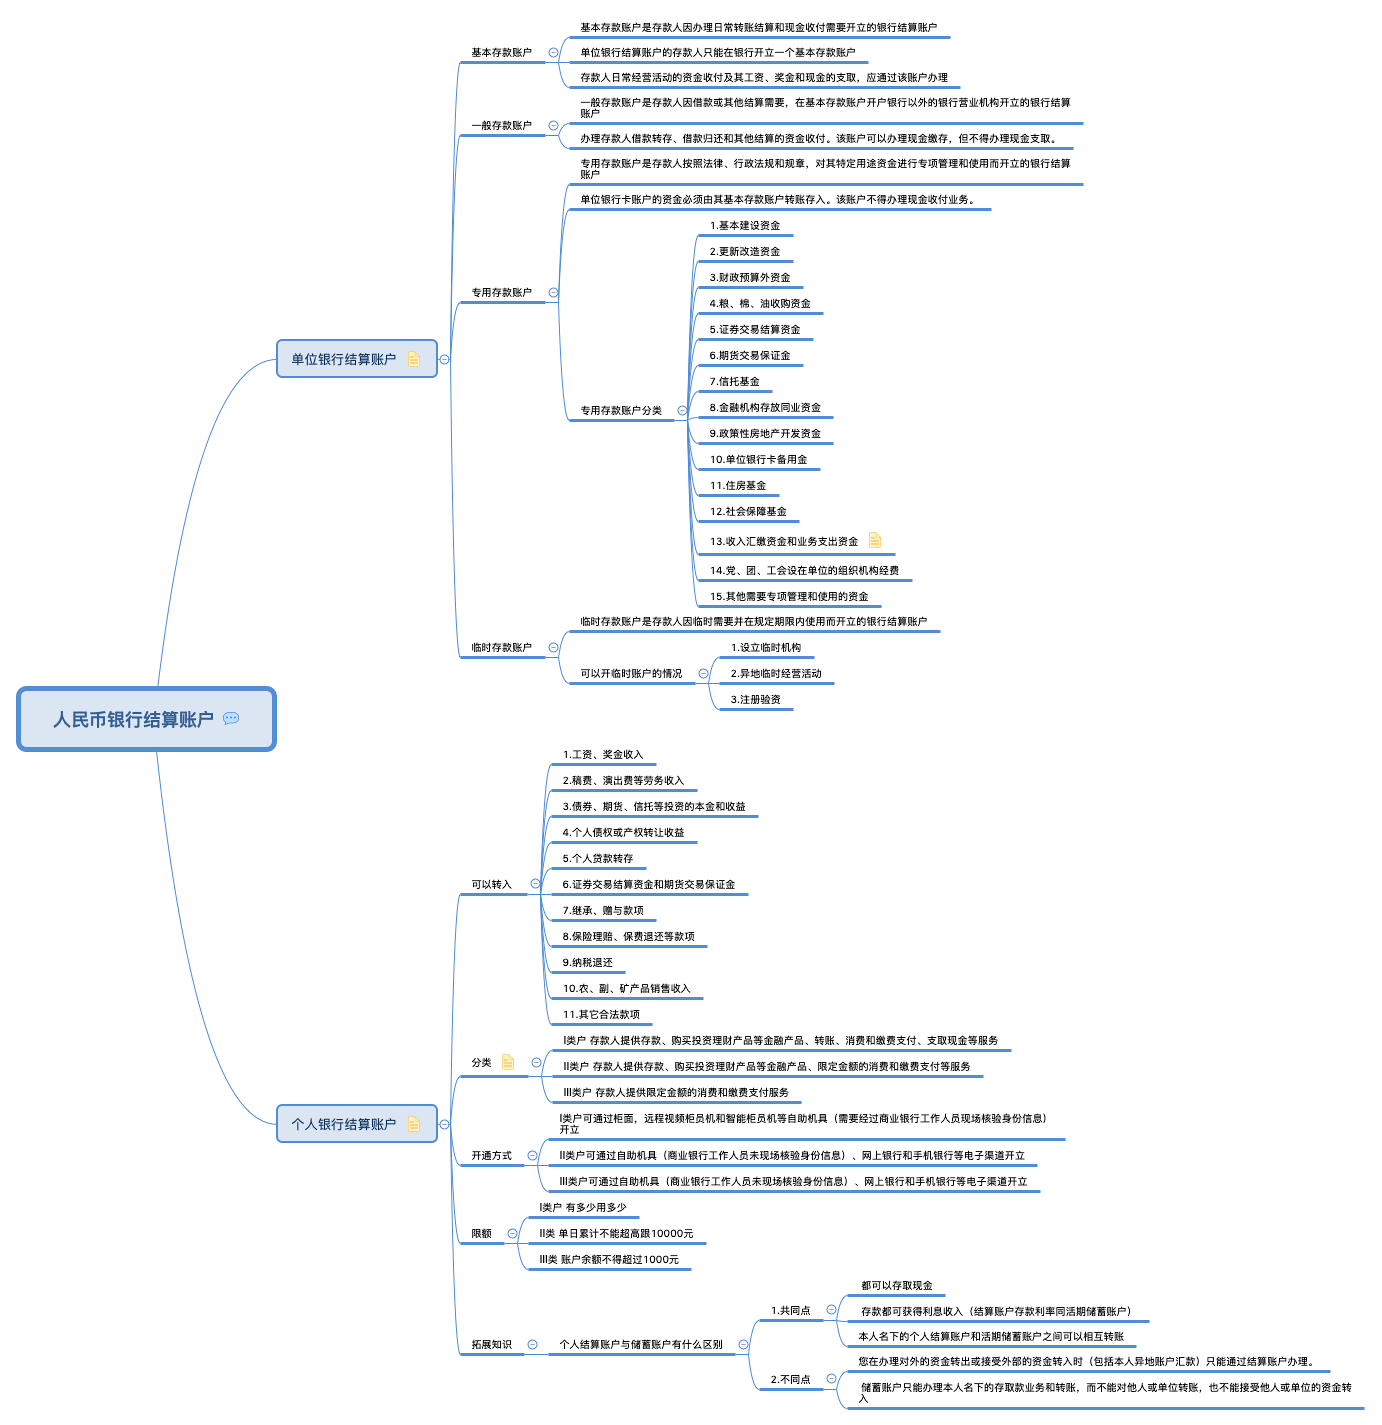 人民币银行结算账户
单位银行结算账户
基本存款账户
基本存款账户是存款人因办理日常转账结算和现金收付需要开立的银行结算账户
单位银行结算账户的存款人只能在银行开立一个基本存款账户
存款人日常经营活动的资金收付及其工资、奖金和现金的支取，应通过该账户办理
一般存款账户
一般存款账户是存款人因借款或其他结算需要，在基本存款账户开户银行以外的银行营业机构开立的银行结算
账户
办理存款人借款转存、借款归还和其他结算的资金收付。该账户可以办理现金缴存，但不得办理现金支取。
专用存款账户
专用存款账户是存款人按照法律、行政法规和规章，对其特定用途资金进行专项管理和使用而开立的银行结算
账户
单位银行卡账户的资金必须由其基本存款账户转账存入。该账户不得办理现金收付业务。
专用存款账户分类
1.基本建设资金
2.更新改造资金
3.财政预算外资金
4.粮、棉、油收购资金
5.证券交易结算资金
6.期货交易保证金
7.信托基金
8.金融机构存放同业资金
9.政策性房地产开发资金
10.单位银行卡备用金
11.住房基金
12.社会保障基金
13.收入汇缴资金和业务支出资金
14.党、团、工会设在单位的组织机构经费
15.其他需要专项管理和使用的资金
临时存款账户
临时存款账户是存款人因临时需要并在规定期限内使用而开立的银行结算账户
可以开临时账户的情况
1.设立临时机构
2.异地临时经营活动
3.注册验资
个人银行结算账户
可以转入
1.工资、奖金收入
2.稿费、演出费等劳务收入
3.债券、期货、信托等投资的本金和收益
4.个人债权或产权转让收益
5.个人贷款转存
6.证券交易结算资金和期货交易保证金
7.继承、赠与款项
8.保险理赔、保费退还等款项
9.纳税退还
10.农、副、矿产品销售收入
11.其它合法款项
分类
I类户 存款人提供存款、购买投资理财产品等金融产品、转账、消费和缴费支付、支取现金等服务
II类户 存款人提供存款、购买投资理财产品等金融产品、限定金额的消费和缴费支付等服务
III类户 存款人提供限定金额的消费和缴费支付服务
开通方式
I类户可通过柜面，远程视频柜员机和智能柜员机等自助机具（需要经过商业银行工作人员现场核验身份信息）
开立
II类户可通过自助机具（商业银行工作人员未现场核验身份信息）、网上银行和手机银行等电子渠道开立
III类户可通过自助机具（商业银行工作人员未现场核验身份信息）、网上银行和手机银行等电子渠道开立
限额
I类户 有多少用多少
II类 单日累计不能超高跟10000元
III类 账户余额不得超过1000元
拓展知识
个人结算账户与储蓄账户有什么区别
1.共同点
都可以存取现金
存款都可获得利息收入（结算账户存款利率同活期储蓄账户）
本人名下的个人结算账户和活期储蓄账户之间可以相互转账
2.不同点
您在办理对外的资金转出或接受外部的资金转入时（包括本人异地账户汇款）只能通过结算账户办理。
储蓄账户只能办理本人名下的存取款业务和转账，而不能对他人或单位转账，也不能接受他人或单位的资金转
入